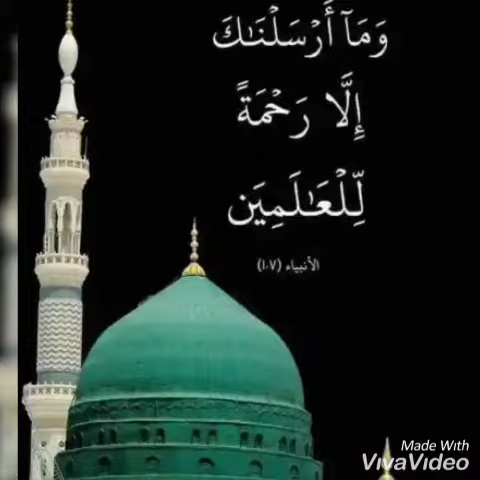 وَمَآ أَرْسَلْنَـٰكَ
إِلَّا رَحْمَةً
لِّلْعَـٰلَمِينَ
الأنبياء (١٠٧)
Made With
VivaVideo